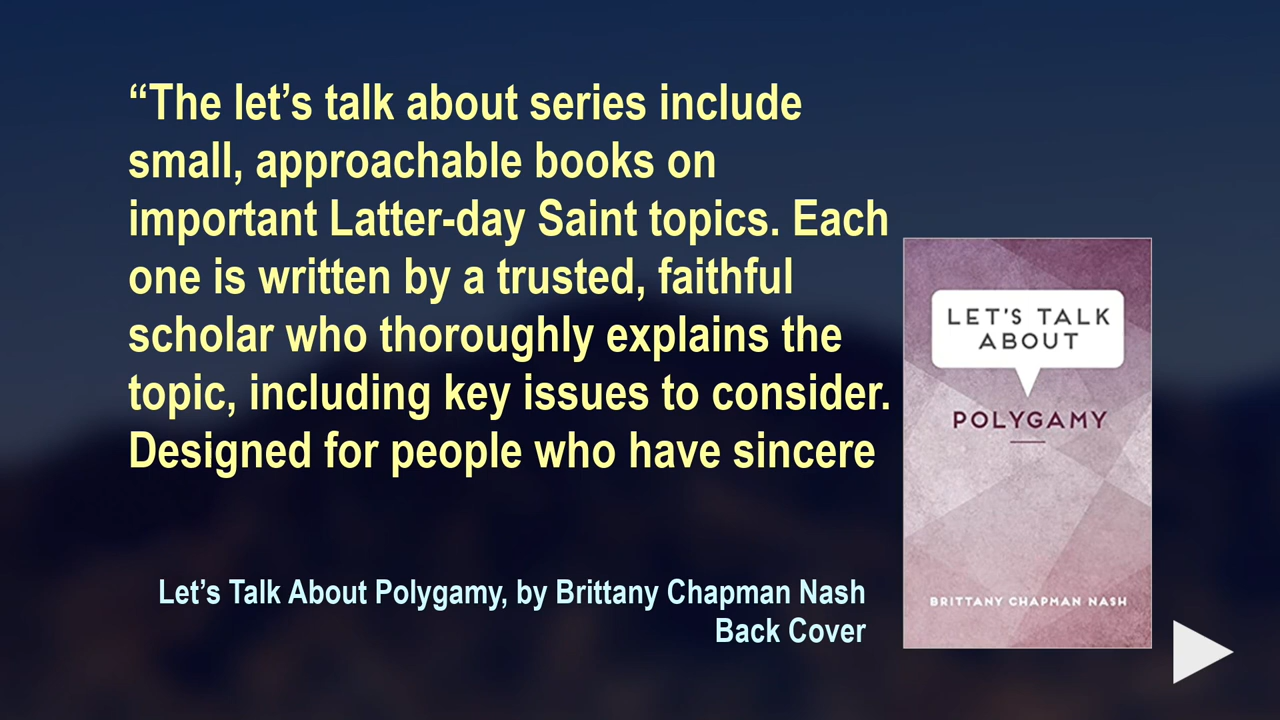 “The let’s talk about series include
small, approachable books on
important Latter-day Saint topics. Each
one is written by a trusted, faithful
scholar who thoroughly explains the
topic, including key issues to consider.
Designed for people who have sincere
LET'S TALK
ABOUT
POLYGAMY
BRITTANY CHAPMAN NASH
Let’s Talk About Polygamy, by Brittany Chapman Nash
Back Cover